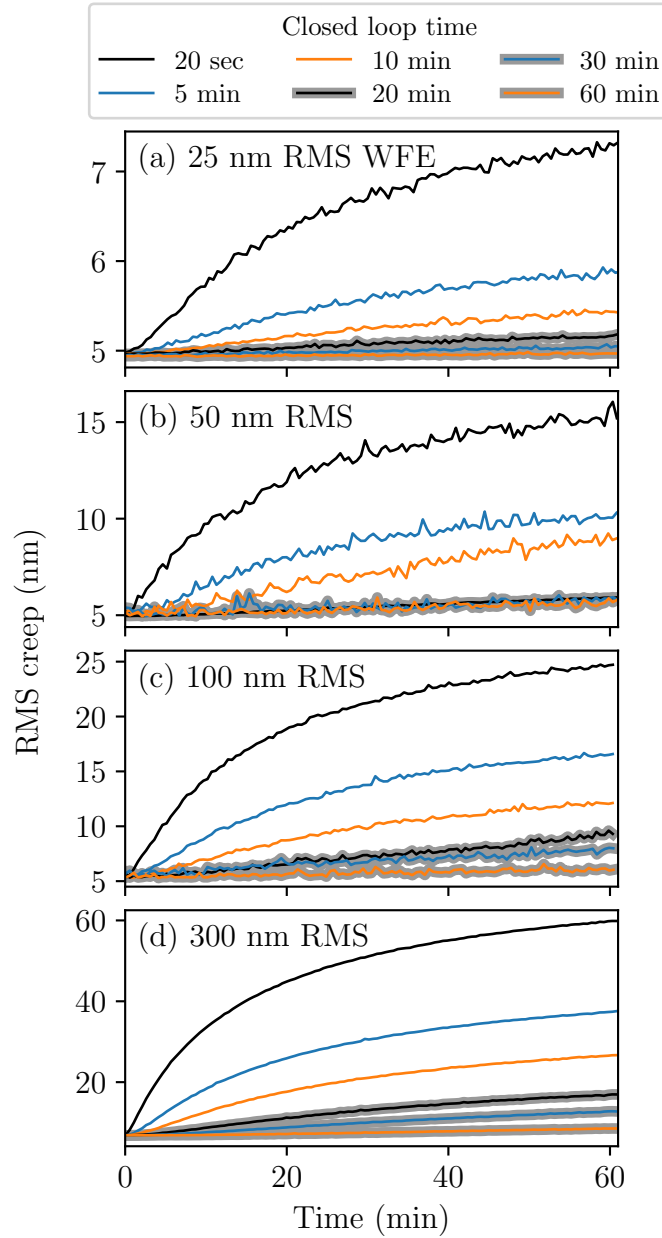 Closed loop time
20 sec 10 min 30 min
5 min 20 min 60 min
(a) 25 nm RMS WFE
7
6
5
(b) 50 nm RMS
15
10
5
RMS creep (nm)
(c) 100 nm RMS
25
20
15
10
5
(d) 300 nm RMS
60
40
20
0 20 40 60
Time (min)